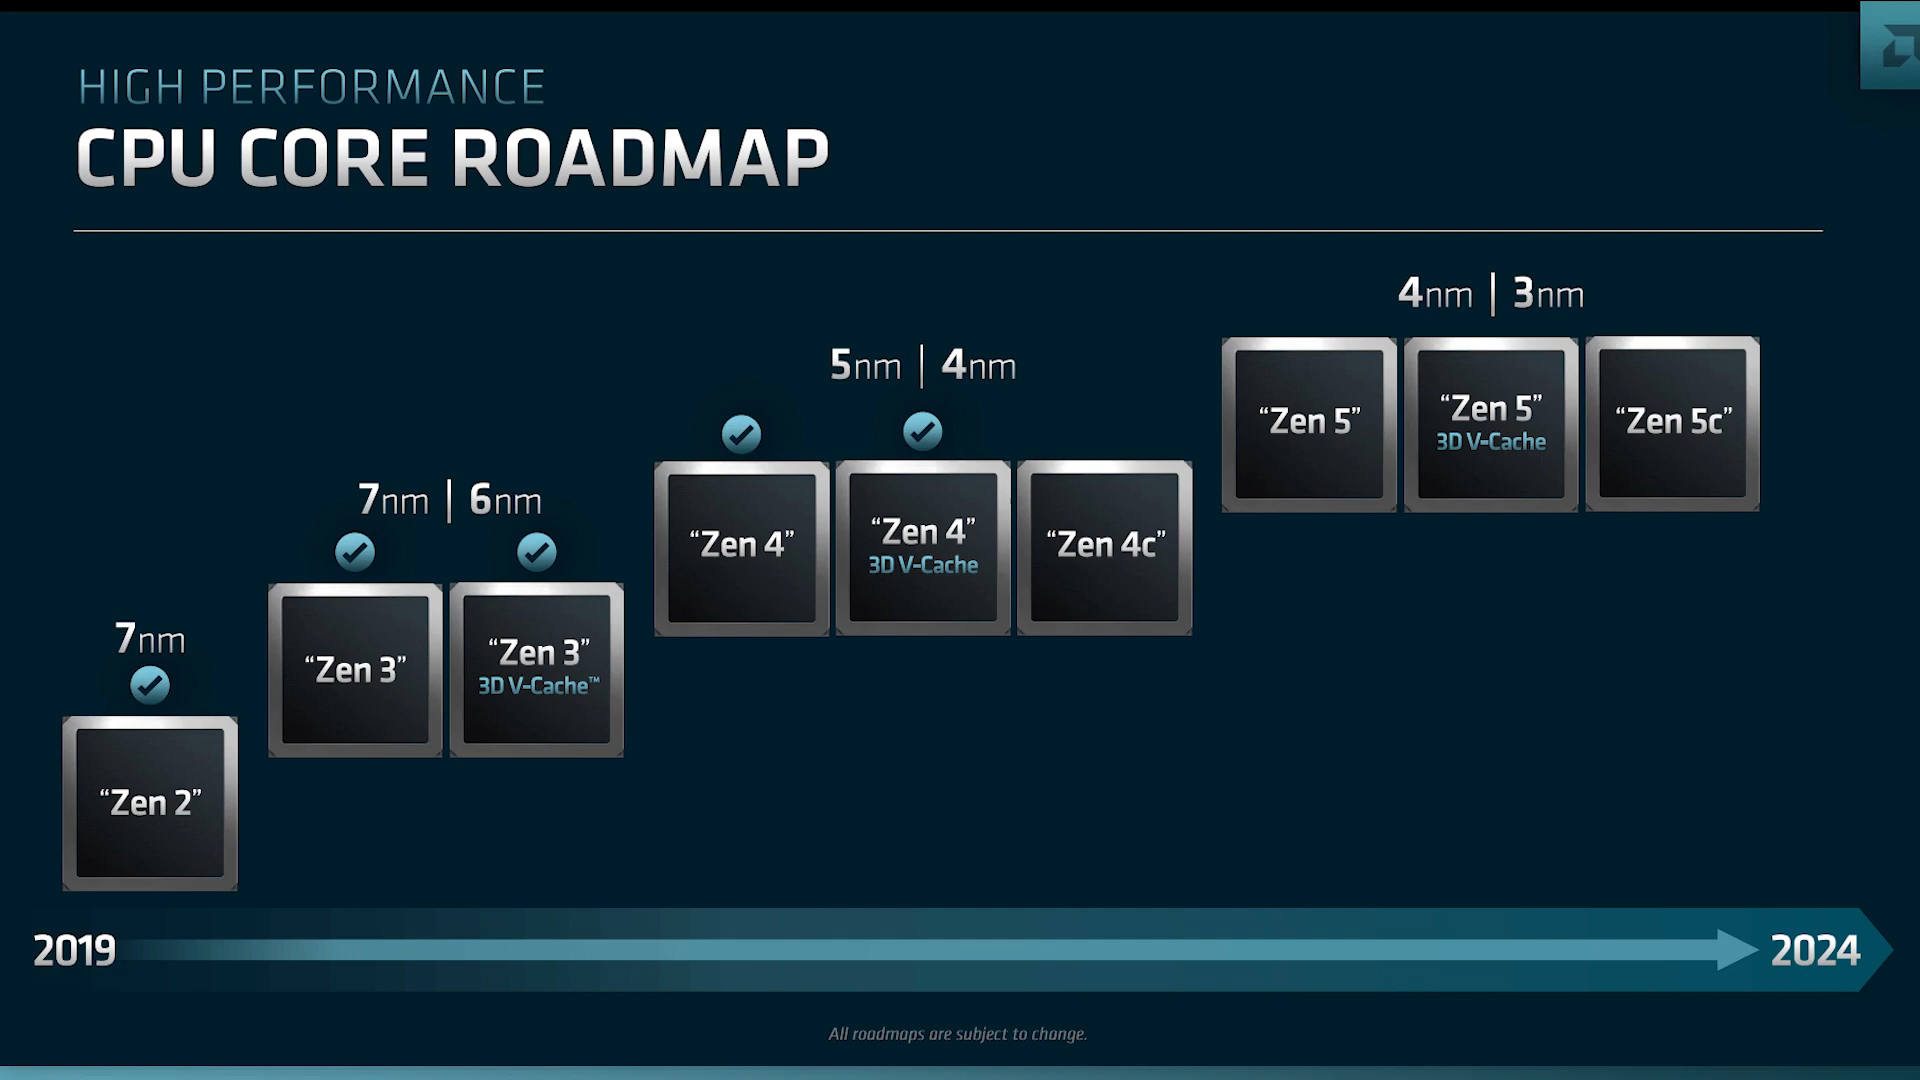 HIGH PERFORMANCE
CPU CORE ROADMAP
7nm
“Zen 2”
7nm | 6nm
“Zen 3”
“Zen 3”
3D V-Cache™
5nm | 4nm
“Zen 4”
“Zen 4”
3D V-Cache
“Zen 4c”
4nm | 3nm
“Zen 5”
“Zen 5”
3D V-Cache
“Zen 5c”
2019
2024
All roadmaps are subject to change.